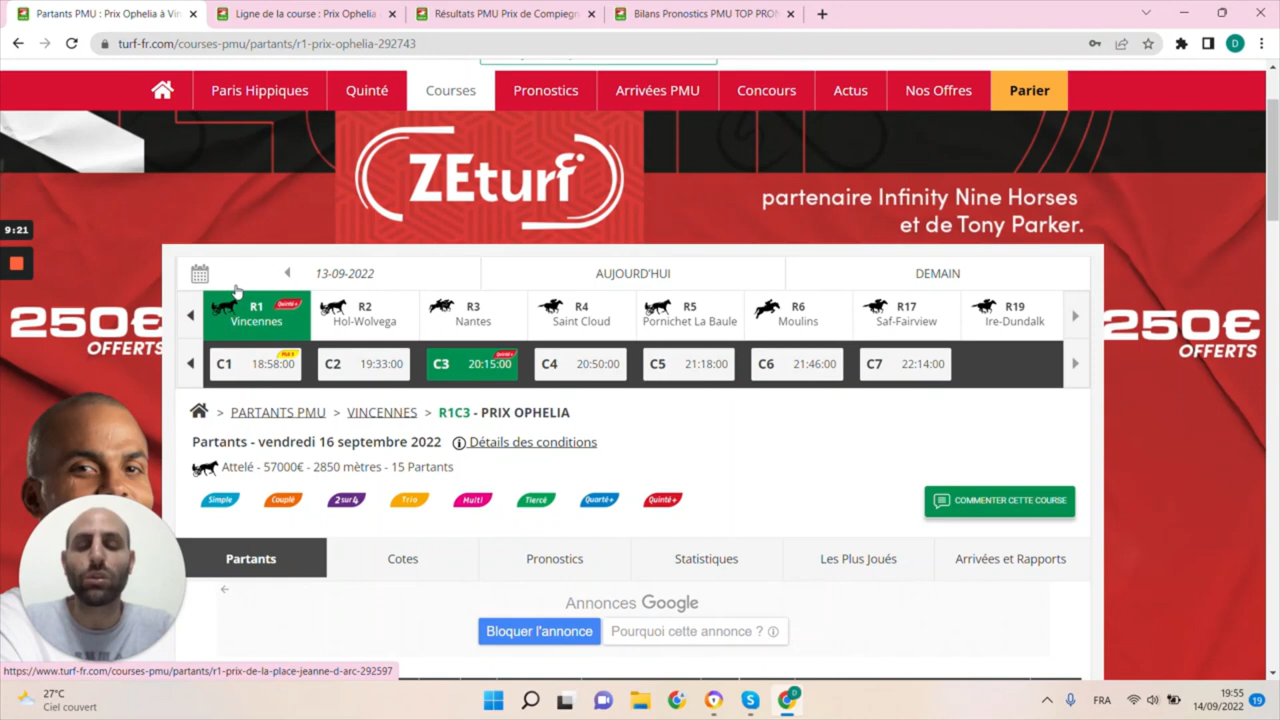 Partants PMU : Prix Ophelia à Vin
Ligne de la course : Prix Ophelia
Résultats PMU Prix de Compiegn
Bilans Pronostics PMU TOP PRON
turf-fr.com/courses-pmu/partants/r1-prix-ophelia-292743
D
Paris Hippiques Quinté Courses Pronostics Arrivées PMU Concours Actus Nos Offres Parier
ZEturf
partenaire Infinity Nine Horses
et de Tony Parker.
9:21
13-09-2022 AUJOURD'HUI DEMAIN
R1 Quinté+ R2 R3 R4 R5 R6 R17 R19
Vincennes Hol-Wolvega Nantes Saint Cloud Pornichet La Baule Moulins Saf-Fairview Ire-Dundalk
C1 18:58:00 C2 19:33:00 C3 20:15:00 Quinté+ C4 20:50:00 C5 21:18:00 C6 21:46:00 C7 22:14:00
250€
OFFERTS
250€
OFFERTS
> PARTANTS PMU > VINCENNES > R1C3 - PRIX OPHELIA
Partants - vendredi 16 septembre 2022 Détails des conditions
Attelé - 57000€ - 2850 mètres - 15 Partants
Simple Couplé 2sur4 Trio Multi Tiercé Quarté+ Quinté+
COMMENTER CETTE COURSE
Partants Cotes Pronostics Statistiques Les Plus Joués Arrivées et Rapports
Annonces Google
Bloquer l'annonce Pourquoi cette annonce ?
https://www.turf-fr.com/courses-pmu/partants/r1-prix-de-la-place-jeanne-d-arc-292597
27°C
Ciel couvert
FRA
19:55
14/09/2022
19